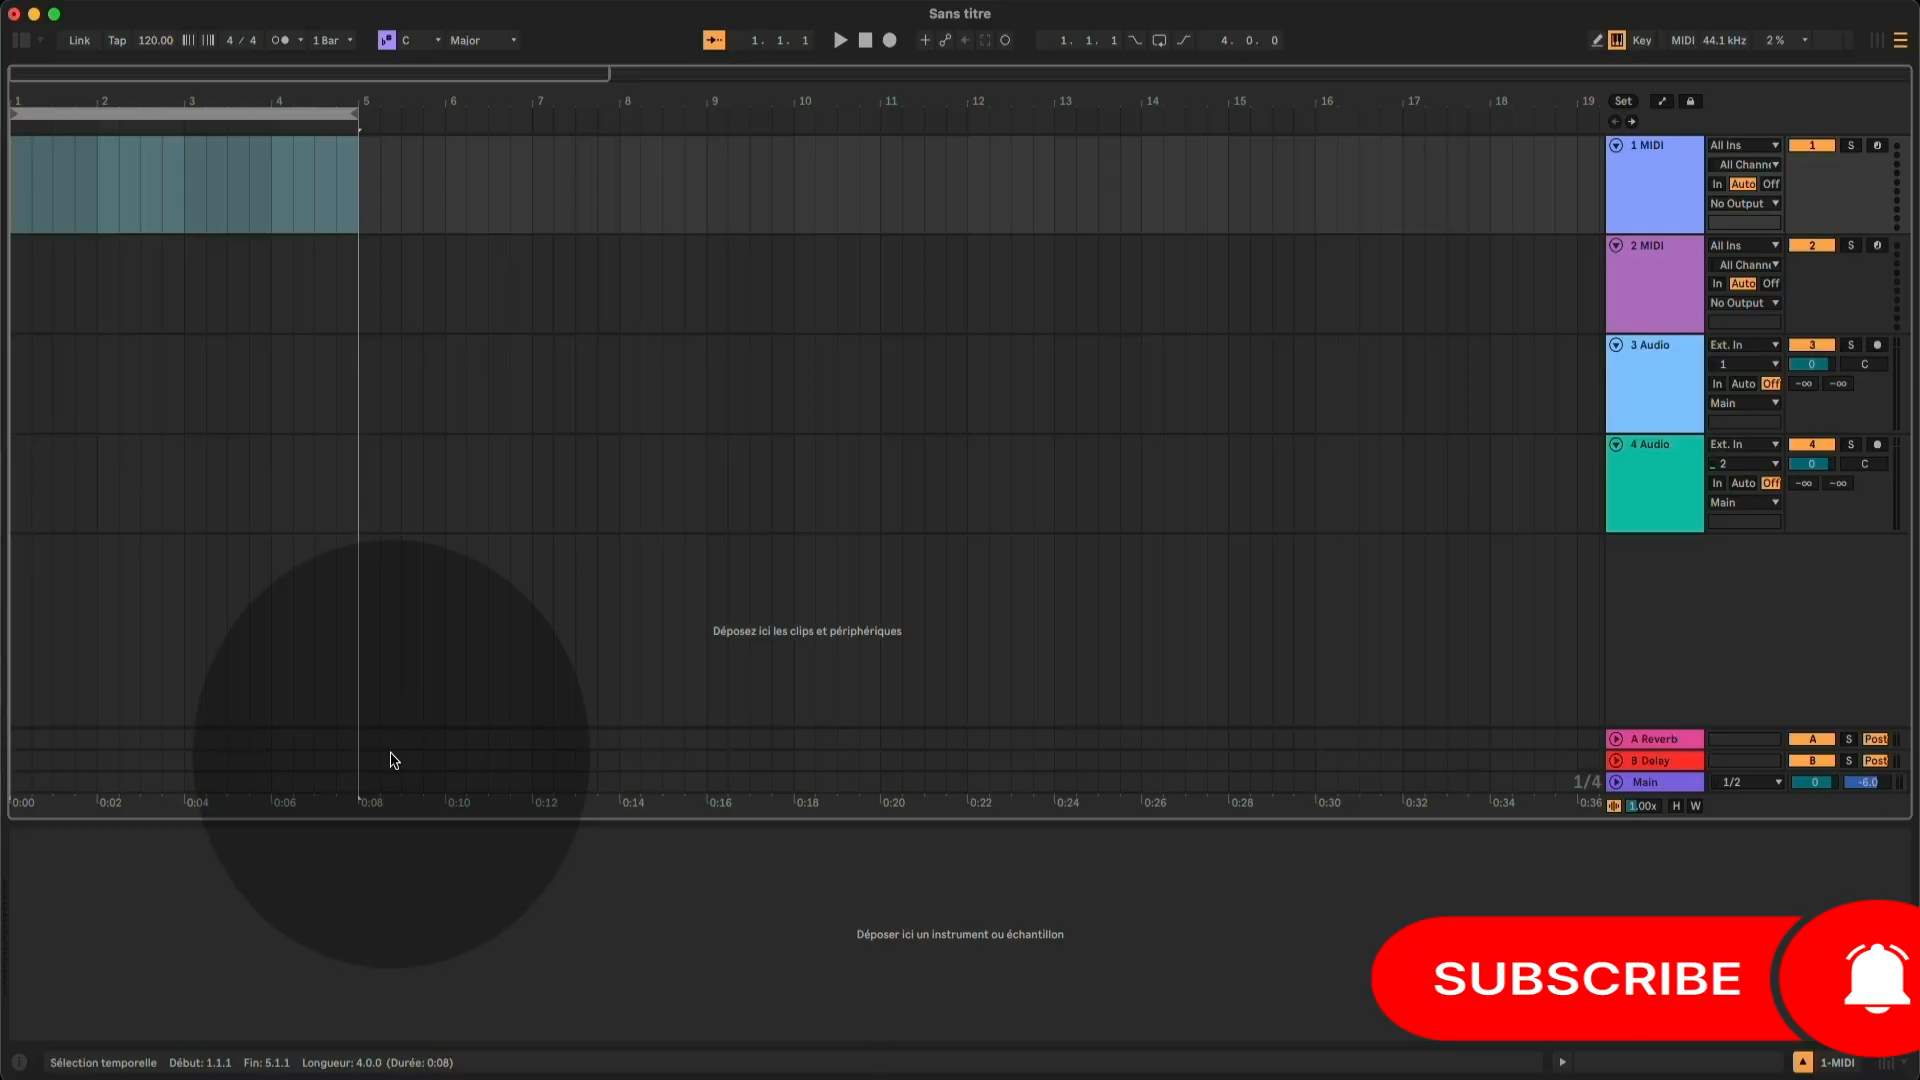 Sans titre
Link Tap 120.00 4 / 4 1 Bar C Major 1. 1. 1 1. 1. 1 4. 0. 0 Key MIDI 44.1 kHz 2 %
1 2 3 4 5 6 7 8 9 10 11 12 13 14 15 16 17 18 19 Set
1 MIDI All Ins 1 S
All Channe
In Auto Off
No Output
2 MIDI All Ins 2 S
All Channe
In Auto Off
No Output
3 Audio Ext. In 3 S
1 0 C
In Auto Off -∞ -∞
Main
4 Audio Ext. In 4 S
2 0 C
In Auto Off -∞ -∞
Main
Déposez ici les clips et périphériques
A Reverb A S Post
B Delay B S Post
1/4 Main 1/2 0 -6.0
0:00 0:02 0:04 0:06 0:08 0:10 0:12 0:14 0:16 0:18 0:20 0:22 0:24 0:26 0:28 0:30 0:32 0:34 0:36 1.00x H W
Déposer ici un instrument ou échantillon
SUBSCRIBE
Sélection temporelle Début: 1.1.1 Fin: 5.1.1 Longueur: 4.0.0 (Durée: 0:08) 1-MIDI